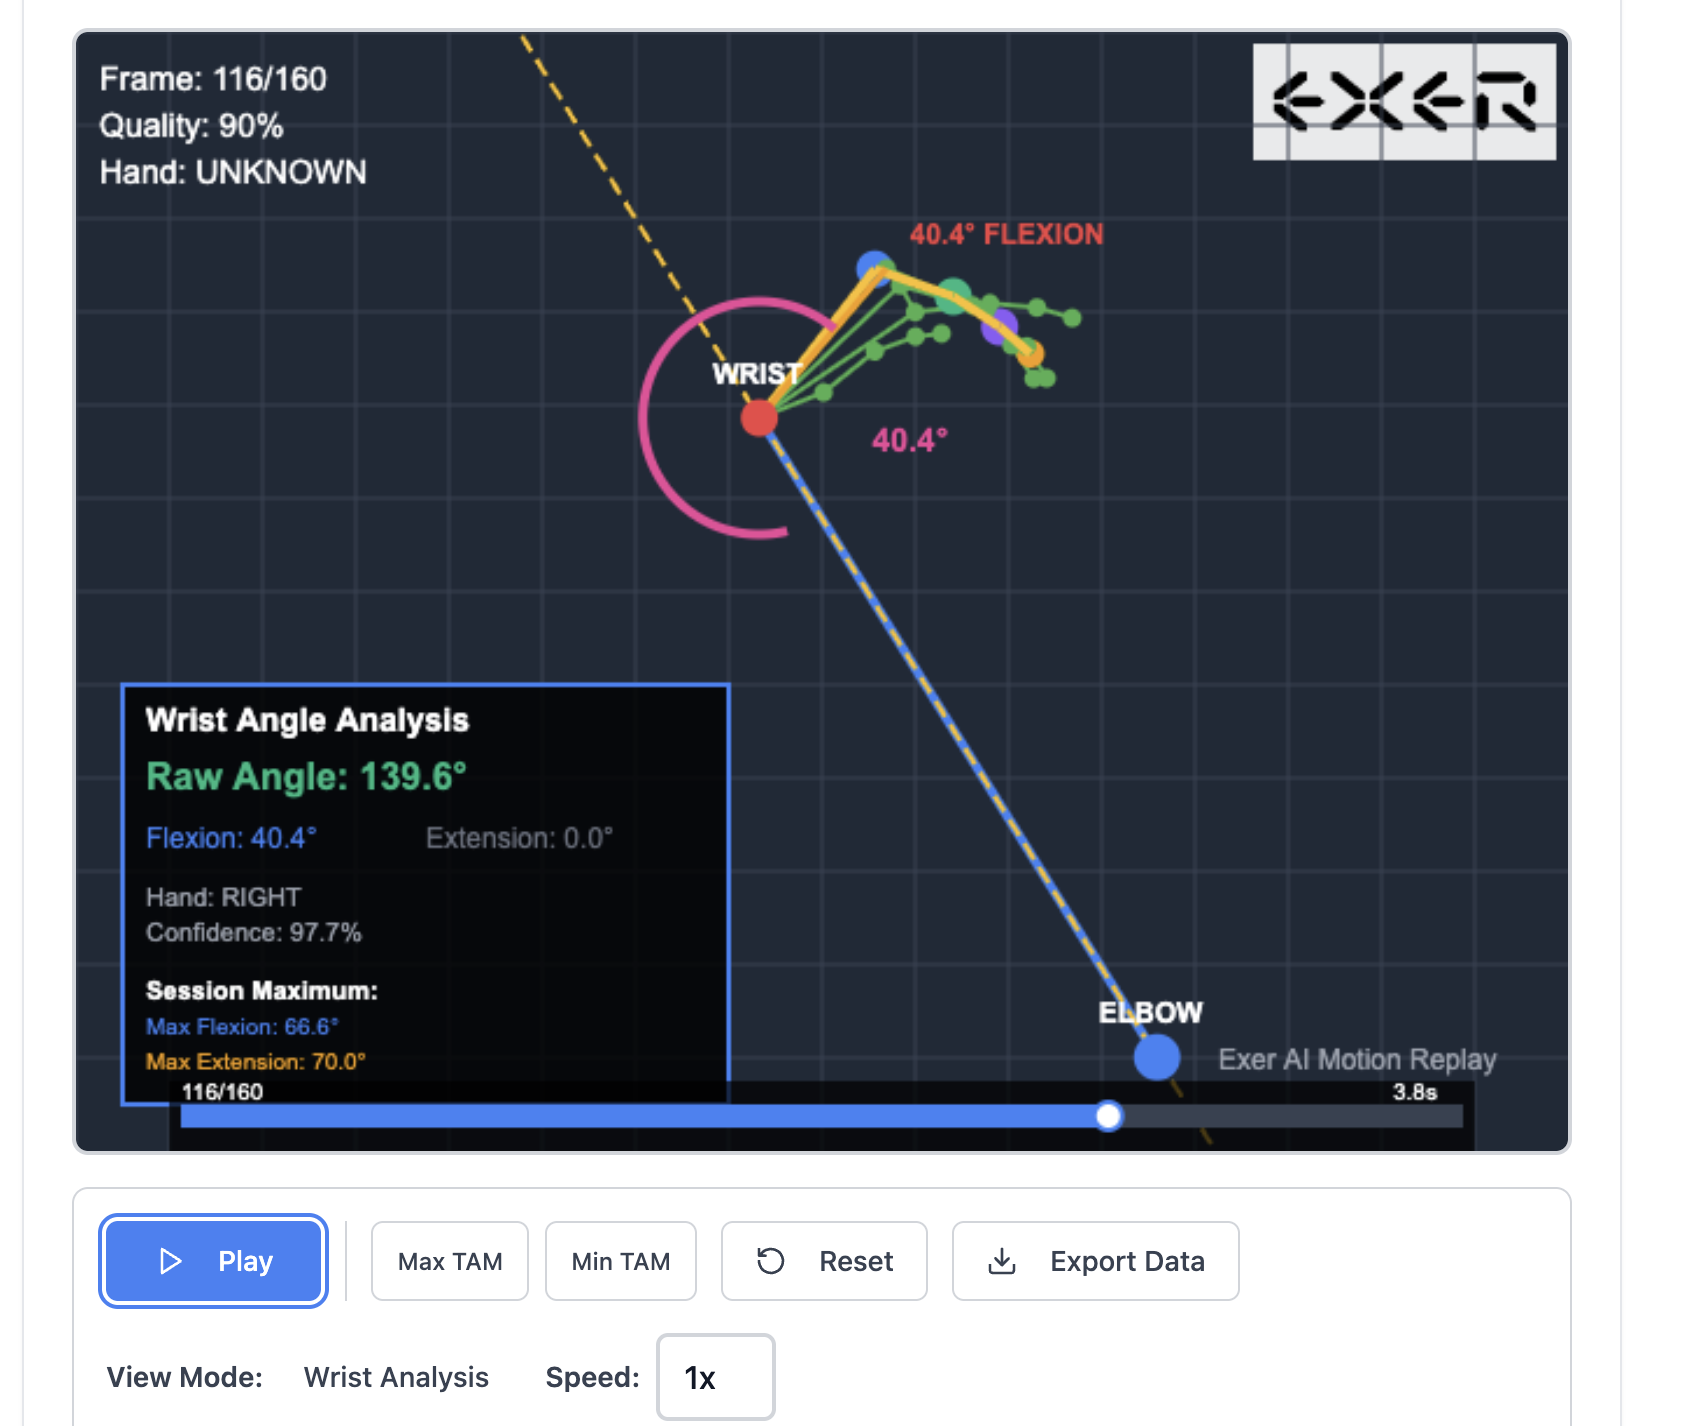 Frame: 116/160
Quality: 90%
Hand: UNKNOWN
EXER
40.4° FLEXION
WRIST
40.4°
Wrist Angle Analysis
Raw Angle: 139.6°
Flexion: 40.4° Extension: 0.0°
Hand: RIGHT
Confidence: 97.7%
Session Maximum:
Max Flexion: 66.6°
Max Extension: 70.0°
ELBOW
Exer AI Motion Replay
116/160 3.8s
Play Max TAM Min TAM Reset Export Data
View Mode: Wrist Analysis Speed: 1x